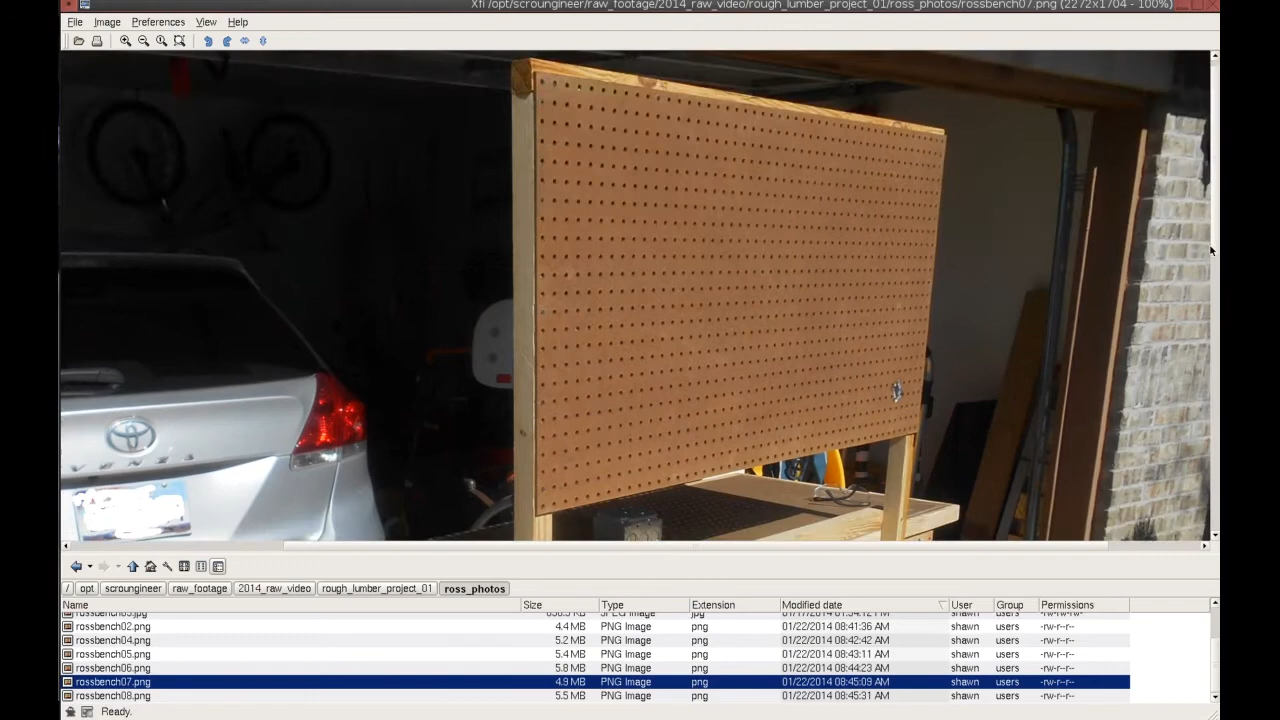 Xfi /opt/scroungineer/raw_footage/2014_raw_video/rough_lumber_project_01/ross_photos/rossbench07.png (2272x1704 - 100%)
File Image Preferences View Help
VENZA
/ opt scroungineer raw_footage 2014_raw_video rough_lumber_project_01 ross_photos
Name Size Type Extension Modified date User Group Permissions
rossbench02.png 4.4 MB PNG Image png 01/22/2014 08:41:36 AM shawn users -rw-r--r--
rossbench04.png 5.2 MB PNG Image png 01/22/2014 08:42:42 AM shawn users -rw-r--r--
rossbench05.png 5.4 MB PNG Image png 01/22/2014 08:43:11 AM shawn users -rw-r--r--
rossbench06.png 5.8 MB PNG Image png 01/22/2014 08:44:23 AM shawn users -rw-r--r--
rossbench07.png 4.9 MB PNG Image png 01/22/2014 08:45:09 AM shawn users -rw-r--r--
rossbench08.png 5.5 MB PNG Image png 01/22/2014 08:45:31 AM shawn users -rw-r--r--
Ready.